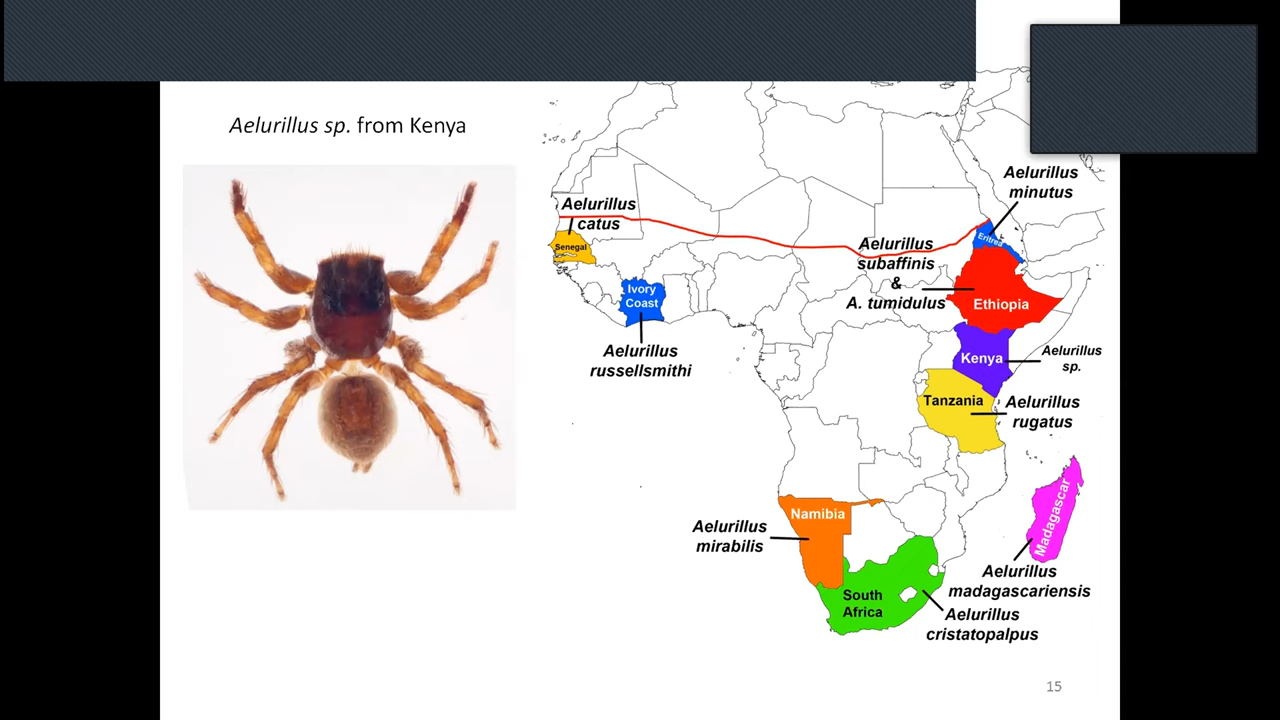 Aelurillus sp. from Kenya
Aelurillus
minutus
Aelurillus
catus
Senegal
Eritrea
Aelurillus
subaffinis
&
A. tumidulus
Ethiopia
Ivory
Coast
Aelurillus
russellsmithi
Kenya
Aelurillus
sp.
Tanzania
Aelurillus
rugatus
Namibia
Aelurillus
mirabilis
Madagascar
Aelurillus
madagascariensis
South
Africa
Aelurillus
cristatopalpus
15